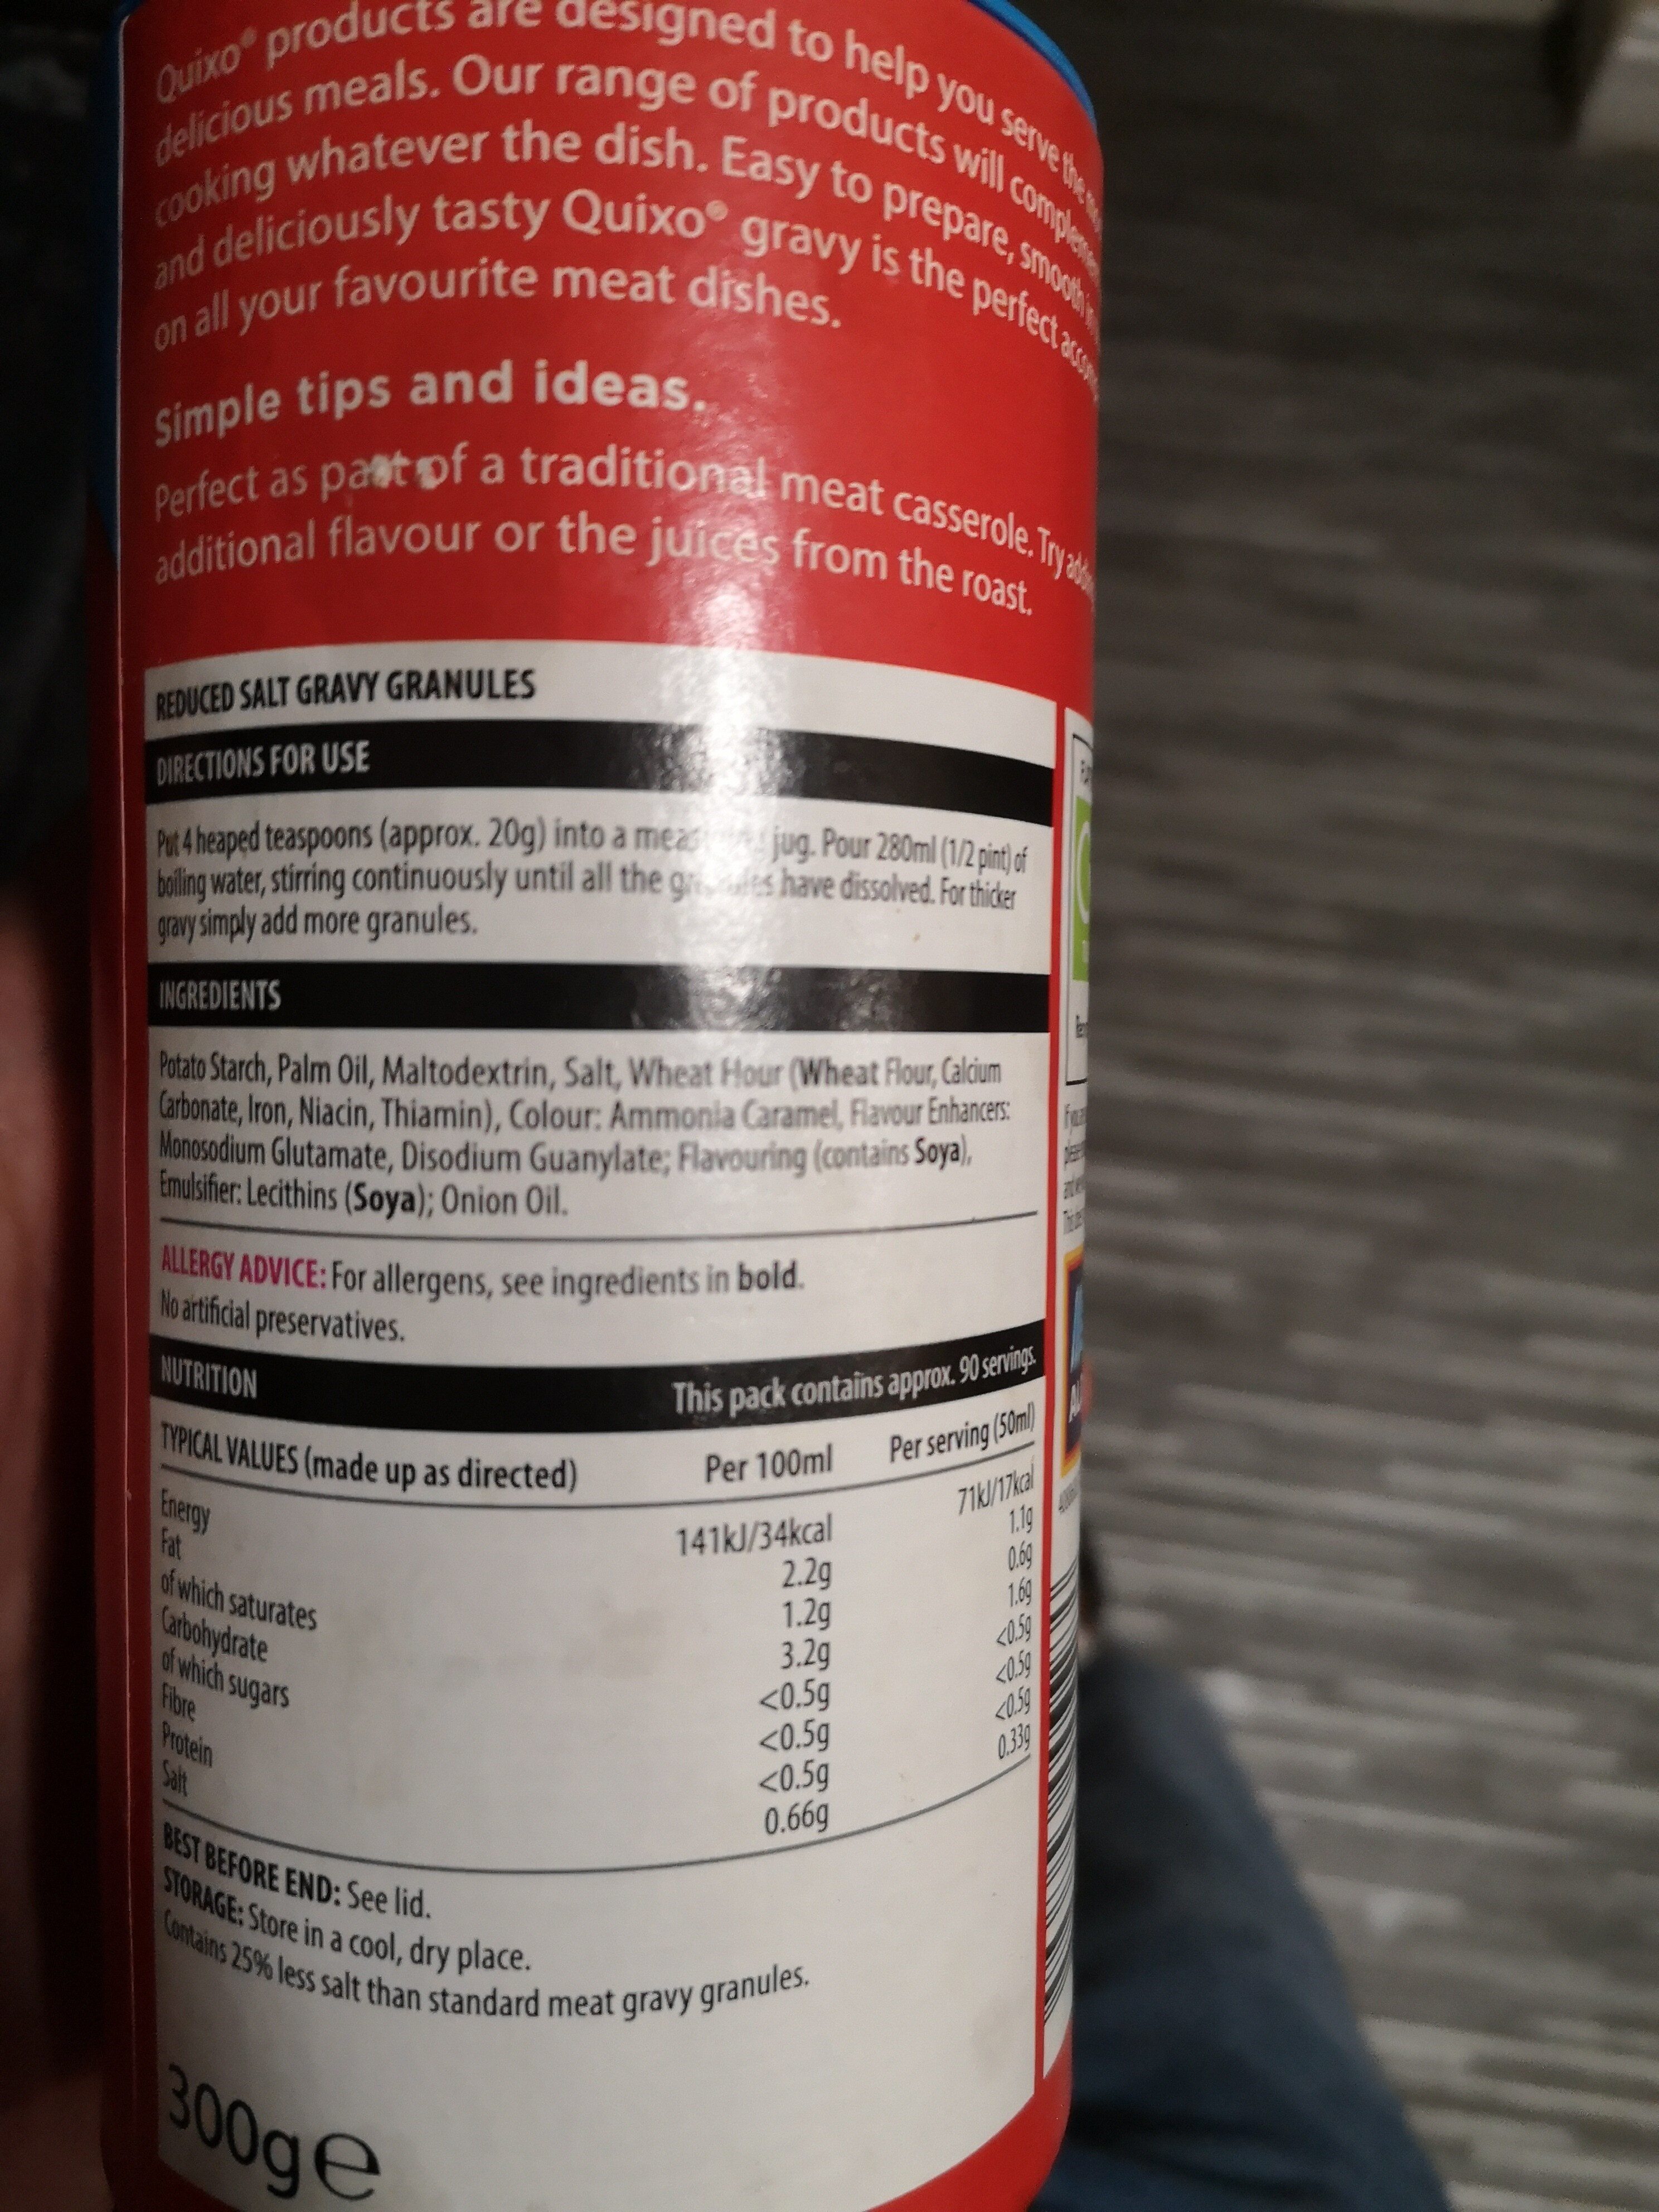 Quixo® products are designed to help you serve the
delicious meals. Our range of products will
cooking whatever the dish. Easy to prepare, smooth
and deliciously tasty Quixo® gravy is the perfect
on all your favourite meat dishes.
Simple tips and ideas.
Perfect as part of a traditional meat casserole. Try
additional flavour or the juices from the roast.
REDUCED SALT GRAVY GRANULES
DIRECTIONS FOR USE
Put 4 heaped teaspoons (approx. 20g) into a jug. Pour 280ml (1/2 pint) of
boiling water, stirring continuously until all the granules have dissolved. For thicker
gravy simply add more granules.
INGREDIENTS
Potato Starch, Palm Oil, Maltodextrin, Salt, Wheat Flour (Wheat Flour, Calcium
Carbonate, Iron, Niacin, Thiamin), Colour: Ammonia Caramel, Flavour Enhancers:
Monosodium Glutamate, Disodium Guanylate; Flavouring (contains Soya),
Emulsifier: Lecithins (Soya); Onion Oil.
ALLERGY ADVICE: For allergens, see ingredients in bold.
No artificial preservatives.
NUTRITION This pack contains approx. 90 servings.
TYPICAL VALUES (made up as directed) Per 100ml Per serving (50ml)
Energy 141kJ/34kcal 71kJ/17kcal
Fat 2.2g 1.1g
of which saturates 1.2g 0.6g
Carbohydrate 3.2g 1.6g
of which sugars <0.5g <0.5g
Fibre <0.5g <0.5g
Protein <0.5g <0.5g
Salt 0.66g 0.33g
BEST BEFORE END: See lid.
STORAGE: Store in a cool, dry place.
Contains 25% less salt than standard meat gravy granules.
300g e